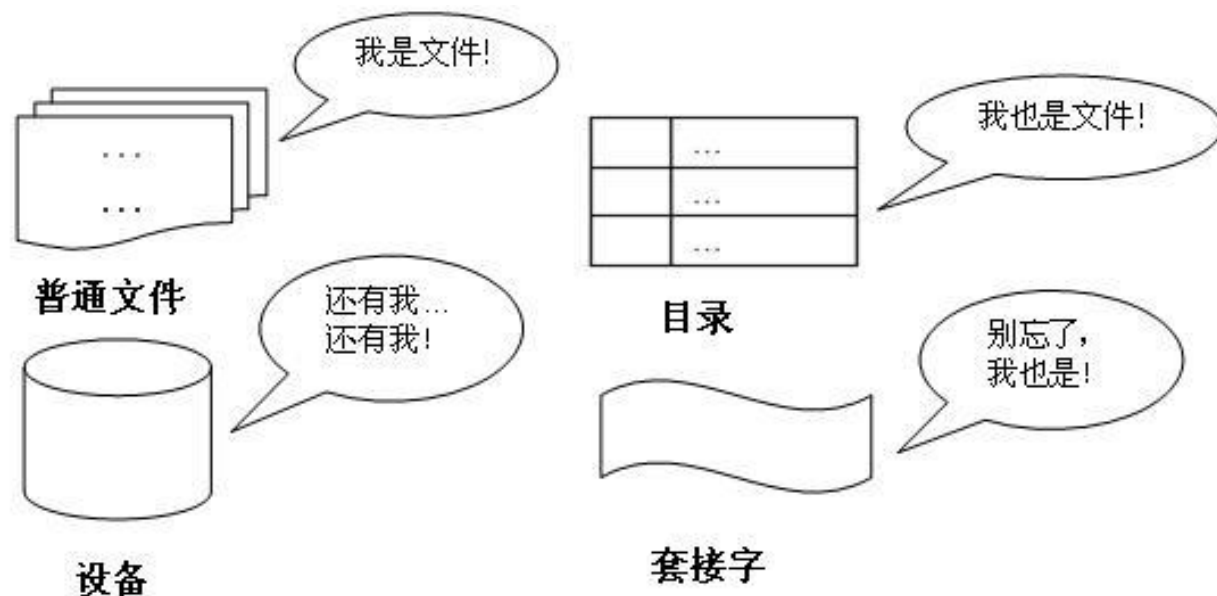 我是文件!
...
...
普通文件
我也是文件!
...
...
...
目录
还有我...
还有我!
设备
别忘了,
我也是!
套接字